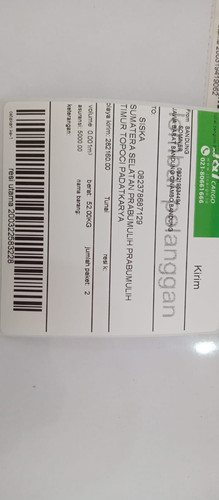 J&T CARGO
021-80661666
Kirim
Pelanggan
From: BANDUNG
TO:
SISKA 082376687129
SUMATERA SELATAN PRABUMULIH PRABUMULIH
TIMUR TOPOCI PADATKARYA
biaya kirim: 282160.00 Tunai: resi k:
volume 0.001m³ berat: 52.00KG jumlah paket: 2
asuransi: 5000.00 nama barang:
keterangan:
resi utama 200322583228